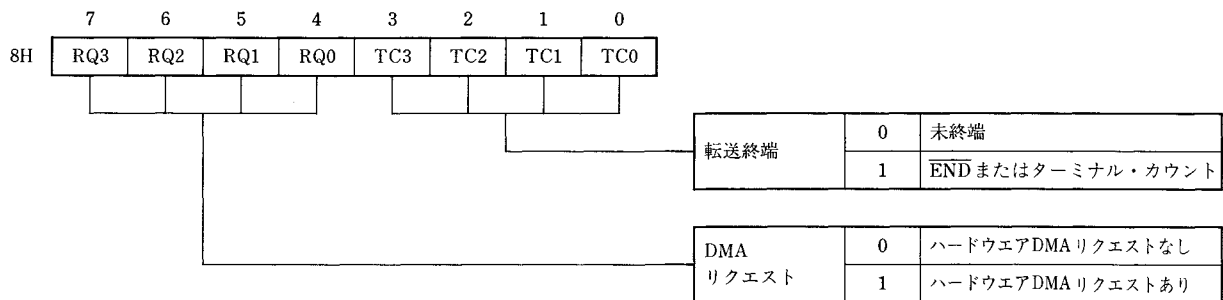 7 6 5 4 3 2 1 0
8H RQ3 RQ2 RQ1 RQ0 TC3 TC2 TC1 TC0
転送終端
0 未終端
1 ENDまたはターミナル・カウント
DMA
リクエスト
0 ハードウエアDMAリクエストなし
1 ハードウエアDMAリクエストあり